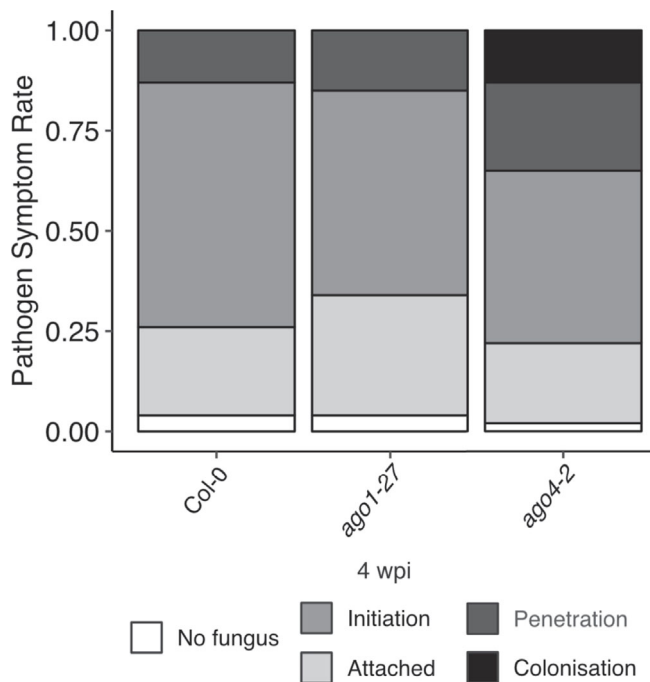 Pathogen Symptom Rate
1.00
0.75
0.50
0.25
0.00
Col-0
ago1-27
ago4-2
4 wpi
No fungus
Initiation
Penetration
Attached
Colonisation